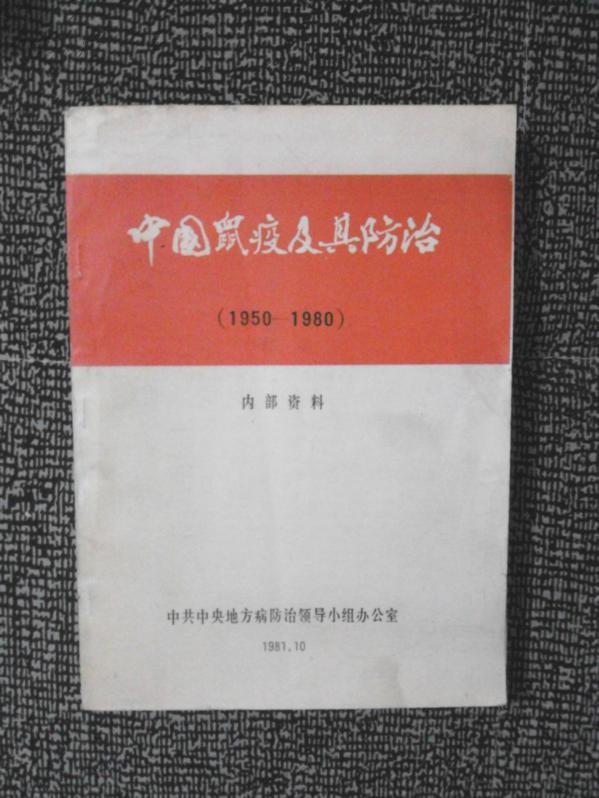 中国鼠疫及其防治
(1950—1980)
内部资料
中共中央地方病防治领导小组办公室
1981.10